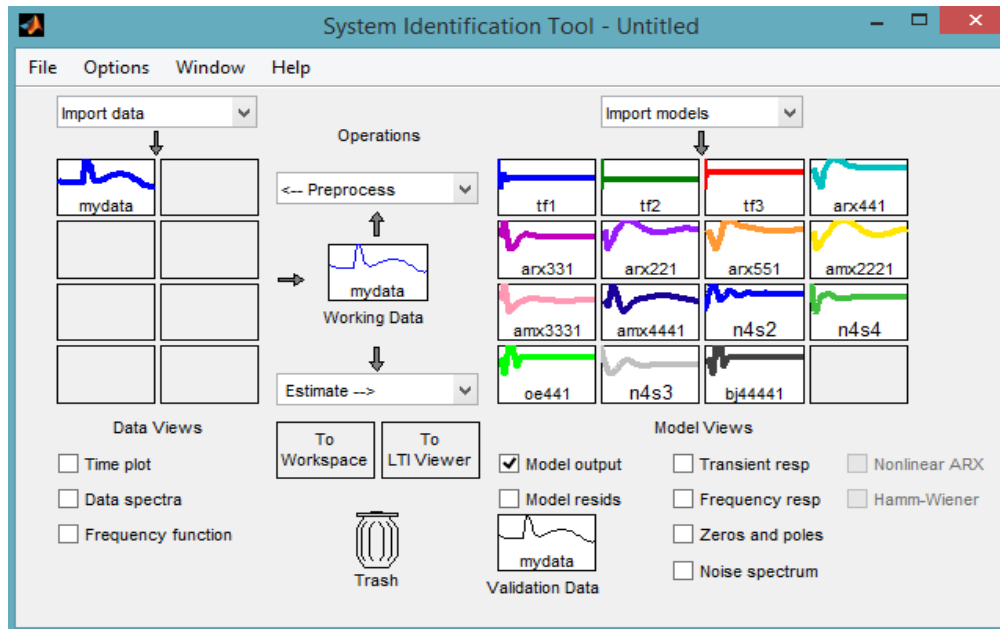 System Identification Tool - Untitled
File Options Window Help
Import data
Import models
Operations
mydata
<-- Preprocess
tf1 tf2 tf3 arx441
arx331 arx221 arx551 amx2221
mydata
Working Data
amx3331 amx4441 n4s2 n4s4
Estimate -->
oe441 n4s3 bj44441
Data Views
Model Views
To Workspace
To LTI Viewer
Time plot
Data spectra
Frequency function
Trash
Model output
Model resids
mydata
Validation Data
Transient resp
Frequency resp
Zeros and poles
Noise spectrum
Nonlinear ARX
Hamm-Wiener